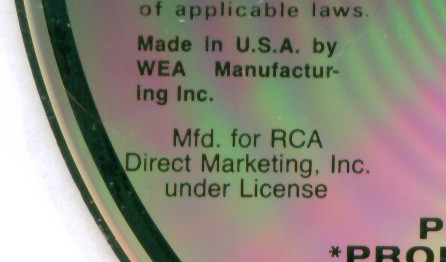 of applicable laws.
Made in U.S.A. by
WEA Manufactur-
ing Inc.
Mfd. for RCA
Direct Marketing, Inc.
under License